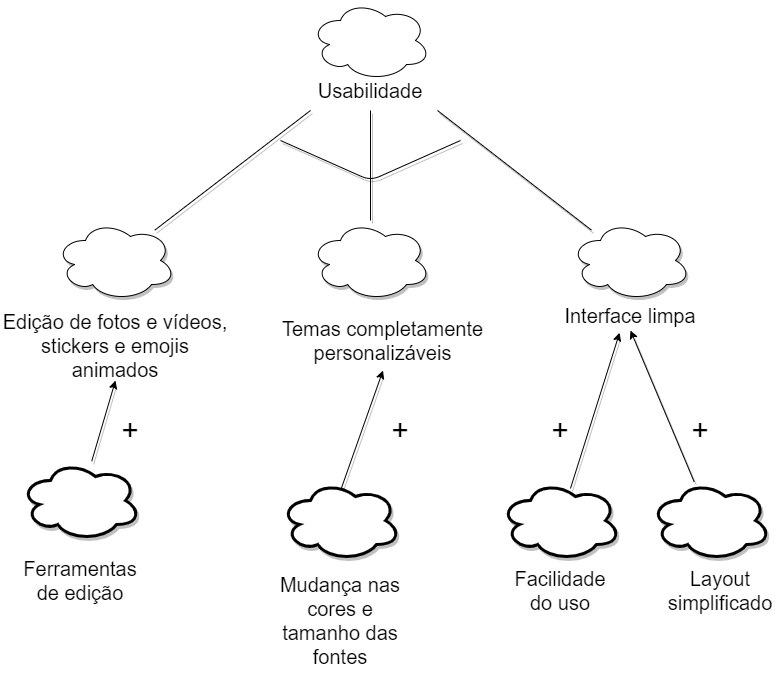 Usabilidade
Edição de fotos e vídeos,
stickers e emojis
animados
Temas completamente
personalizáveis
Interface limpa
+
+
+
+
Ferramentas
de edição
Mudança nas
cores e
tamanho das
fontes
Facilidade
do uso
Layout
simplificado